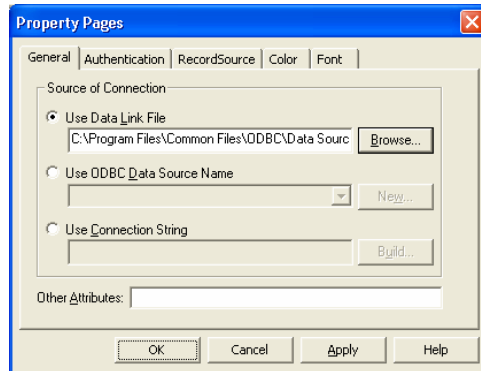 Property Pages
General Authentication RecordSource Color Font
Source of Connection
Use Data Link File
C:\Program Files\Common Files\ODBC\Data Sourc Browse...
Use ODBC Data Source Name
New...
Use Connection String
Build...
Other Attributes:
OK Cancel Apply Help